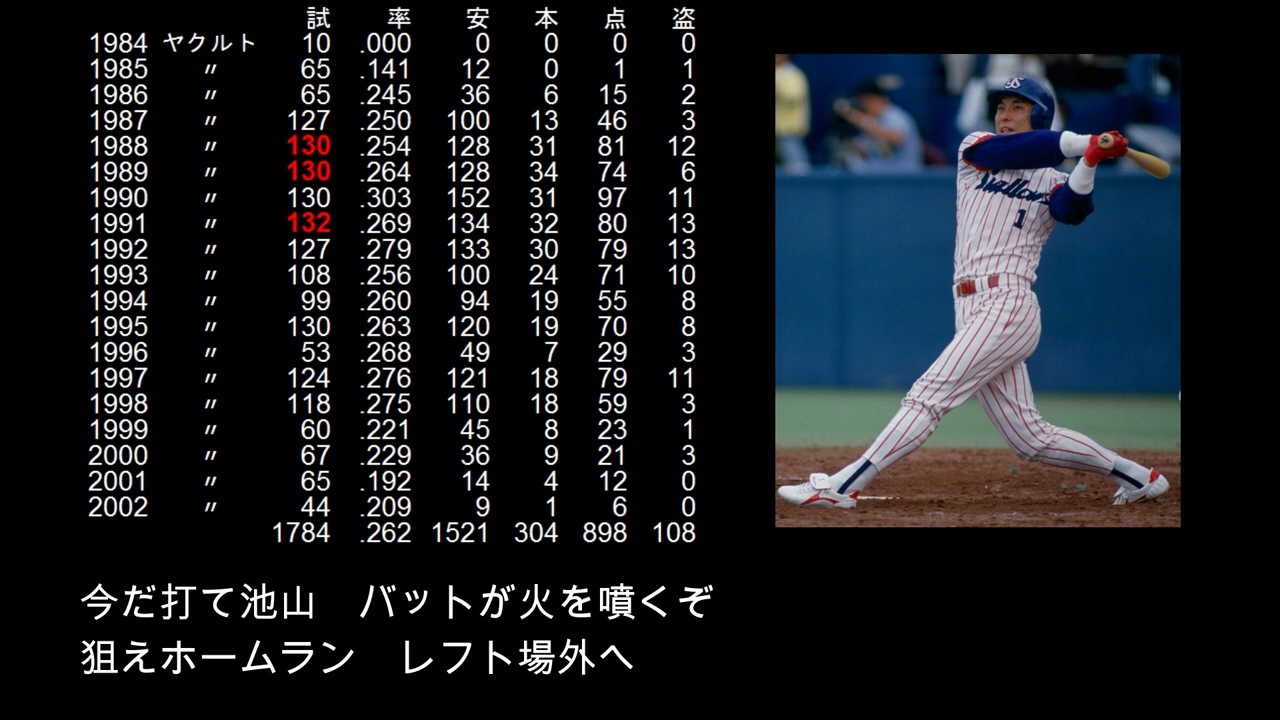 試 率 安 本 点 盗
1984 ヤクルト 10 .000 0 0 0 0
1985 〃 65 .141 12 0 1 1
1986 〃 65 .245 36 6 15 2
1987 〃 127 .250 100 13 46 3
1988 〃 130 .254 128 31 81 12
1989 〃 130 .264 128 34 74 6
1990 〃 130 .303 152 31 97 11
1991 〃 132 .269 134 32 80 13
1992 〃 127 .279 133 30 79 13
1993 〃 108 .256 100 24 71 10
1994 〃 99 .260 94 19 55 8
1995 〃 130 .263 120 19 70 8
1996 〃 53 .268 49 7 29 3
1997 〃 124 .276 121 18 79 11
1998 〃 118 .275 110 18 59 3
1999 〃 60 .221 45 8 23 1
2000 〃 67 .229 36 9 21 3
2001 〃 65 .192 14 4 12 0
2002 〃 44 .209 9 1 6 0
1784 .262 1521 304 898 108
Swallows
1
今だ打て池山　バットが火を噴くぞ
狙えホームラン　レフト場外へ